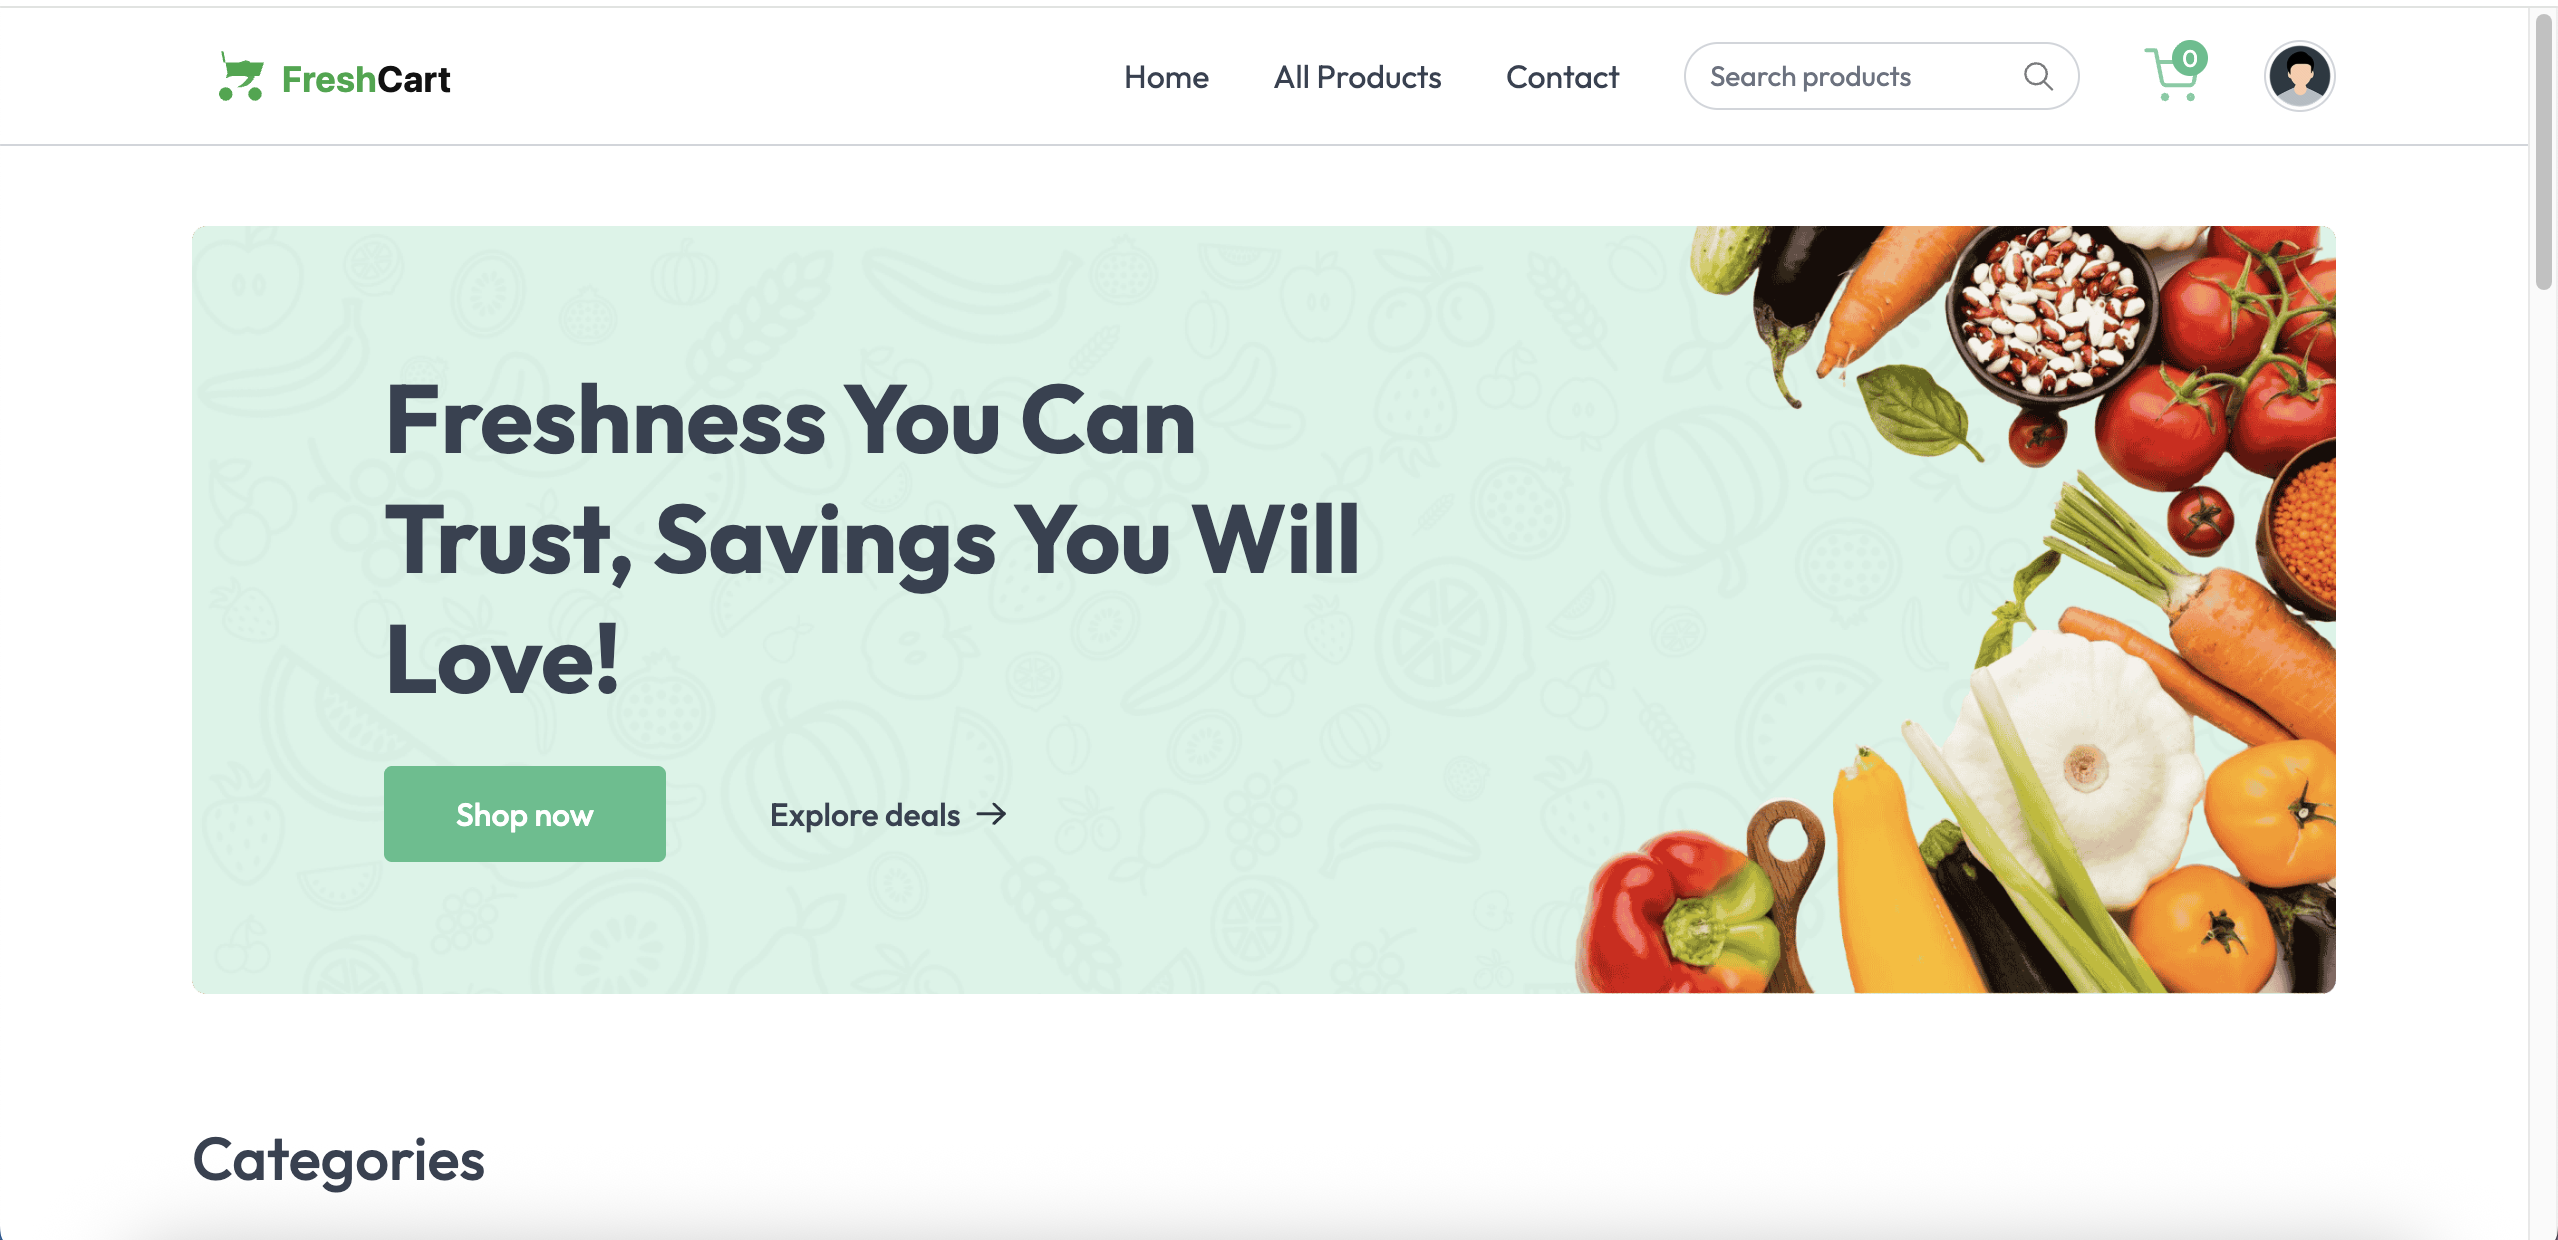 FreshCart
Home
All Products
Contact
Search products
0
Freshness You Can
Trust, Savings You Will
Love!
Shop now
Explore deals
Categories